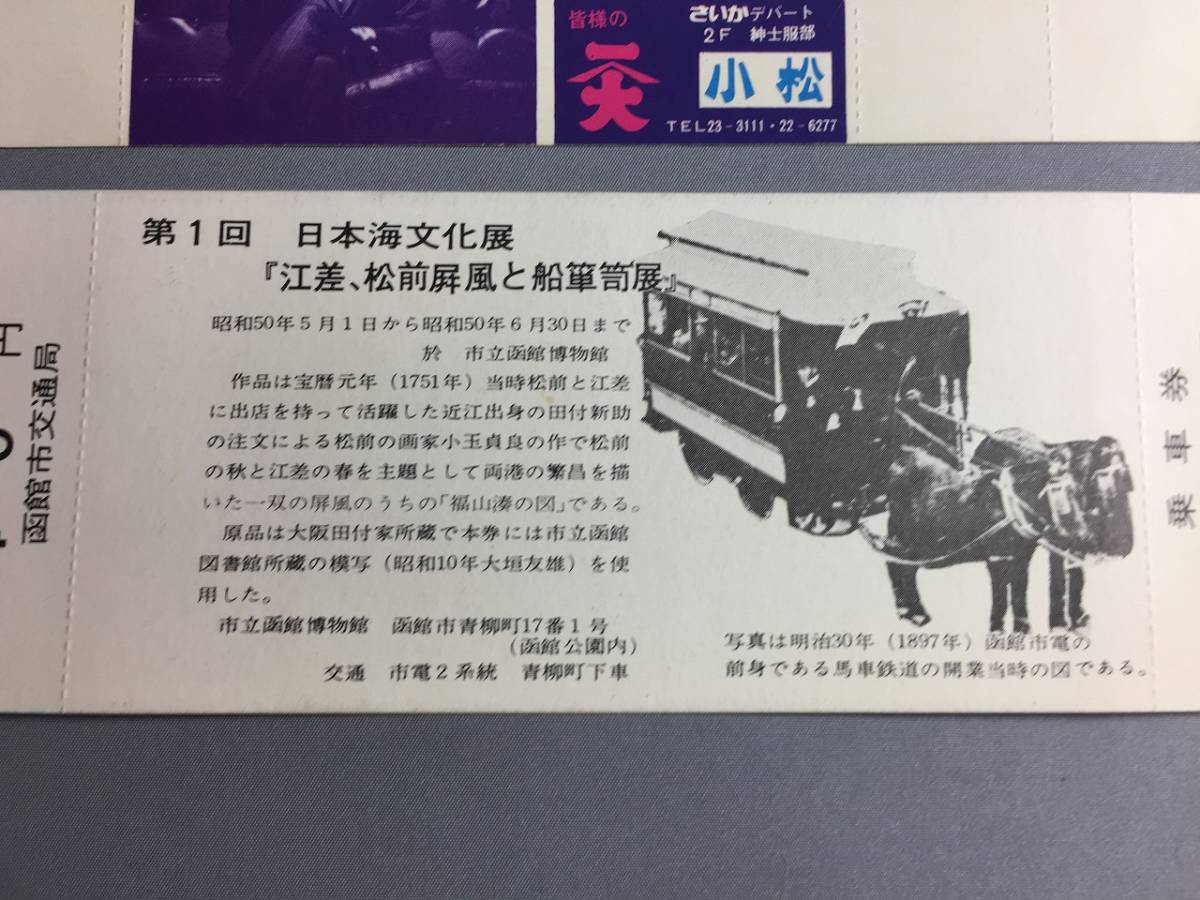 皆様の
さいかデパート
2F 紳士服部
小松
TEL23-3111・22-6277
円
函館市交通局
第1回 日本海文化展
『江差、松前屛風と船簞笥展』
昭和50年5月1日から昭和50年6月30日まで
於 市立函館博物館
作品は宝暦元年（1751年）当時松前と江差
に出店を持って活躍した近江出身の田付新助
の注文による松前の画家小玉貞良の作で松前
の秋と江差の春を主題として両港の繁昌を描
いた一双の屏風のうちの「福山湊の図」である。
原品は大阪田付家所蔵で本券には市立函館
図書館所蔵の模写（昭和10年大垣友雄）を使
用した。
市立函館博物館 函館市青柳町17番1号
（函館公園内）
交通 市電2系統 青柳町下車
写真は明治30年（1897年）函館市電の
前身である馬車鉄道の開業当時の図である。
乗車券